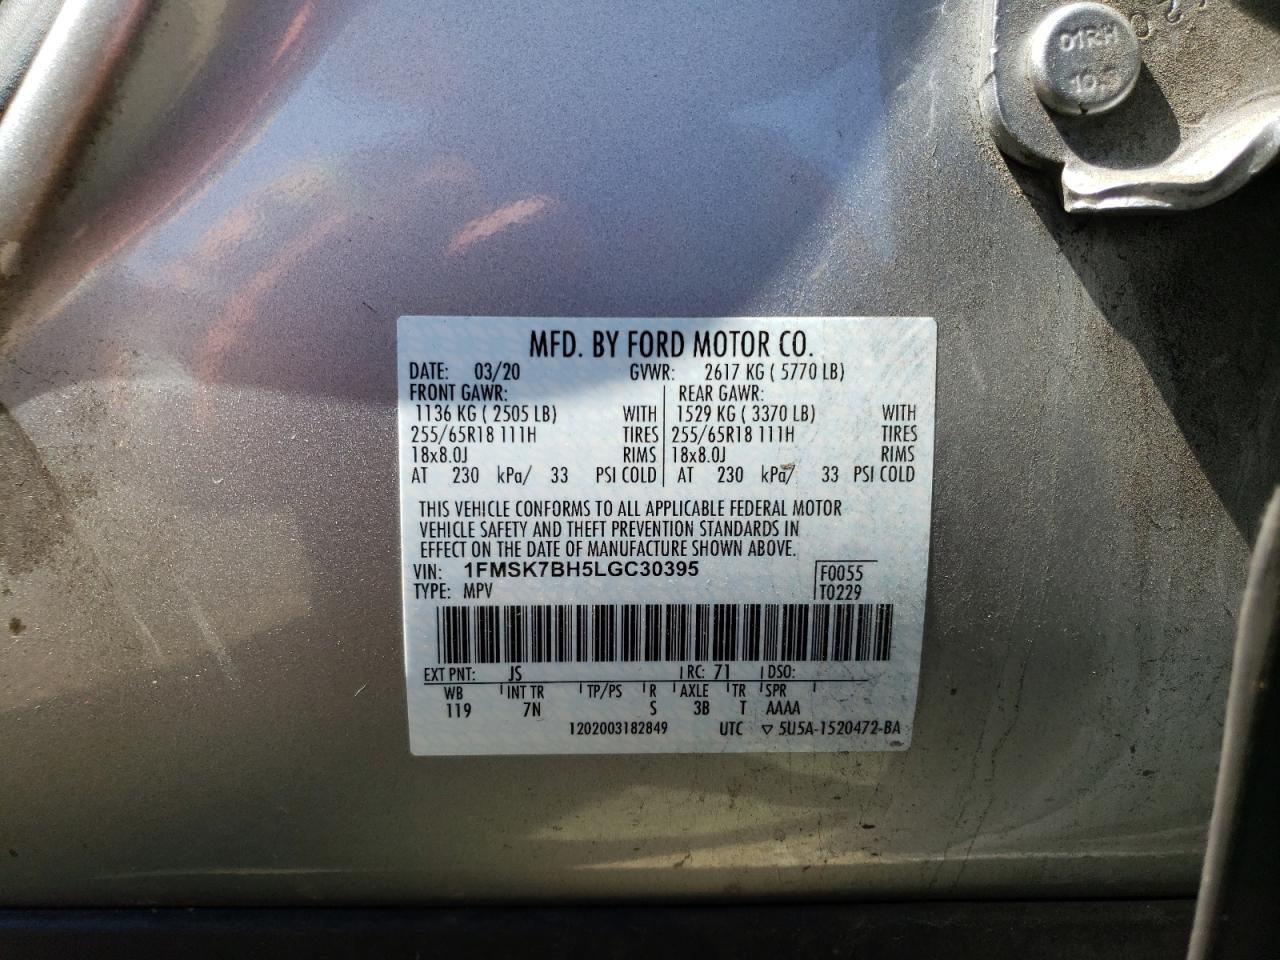 01RH
10.9
MFD. BY FORD MOTOR CO.
DATE: 03/20 GVWR: 2617 KG ( 5770 LB)
FRONT GAWR: REAR GAWR:
1136 KG ( 2505 LB) WITH 1529 KG ( 3370 LB) WITH
255/65R18 111H TIRES 255/65R18 111H TIRES
18x8.0J RIMS 18x8.0J RIMS
AT 230 kPa/ 33 PSI COLD AT 230 kPa/ 33 PSI COLD
THIS VEHICLE CONFORMS TO ALL APPLICABLE FEDERAL MOTOR
VEHICLE SAFETY AND THEFT PREVENTION STANDARDS IN
EFFECT ON THE DATE OF MANUFACTURE SHOWN ABOVE.
VIN: 1FMSK7BH5LGC30395 F0055
TYPE: MPV T0229
EXT PNT: JS RC: 71 DSO:
WB INT TR TP/PS R AXLE TR SPR
119 7N S 3B T AAAA
1202003182849 UTC ▽ 5U5A-1520472-BA